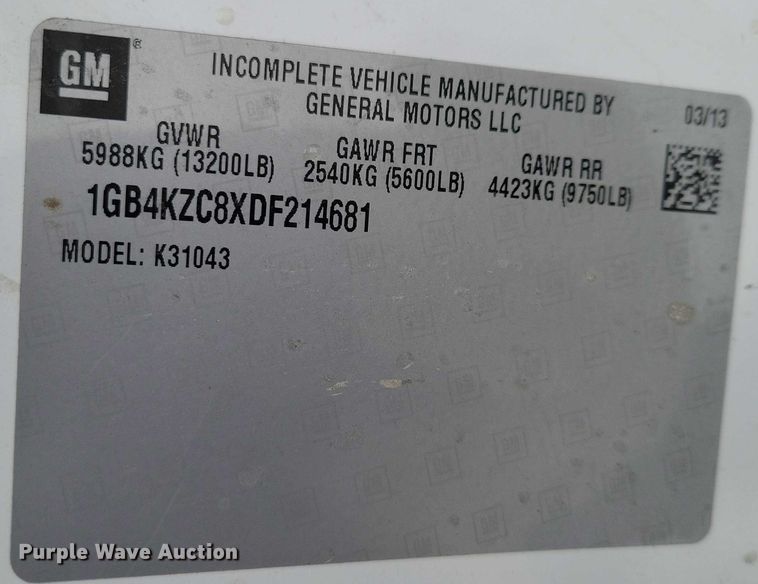 GM ®
INCOMPLETE VEHICLE MANUFACTURED BY
GENERAL MOTORS LLC
03/13
GVWR
5988KG (13200LB)
GAWR FRT
2540KG (5600LB)
GAWR RR
4423KG (9750LB)
1GB4KZC8XDF214681
MODEL: K31043
Purple Wave Auction